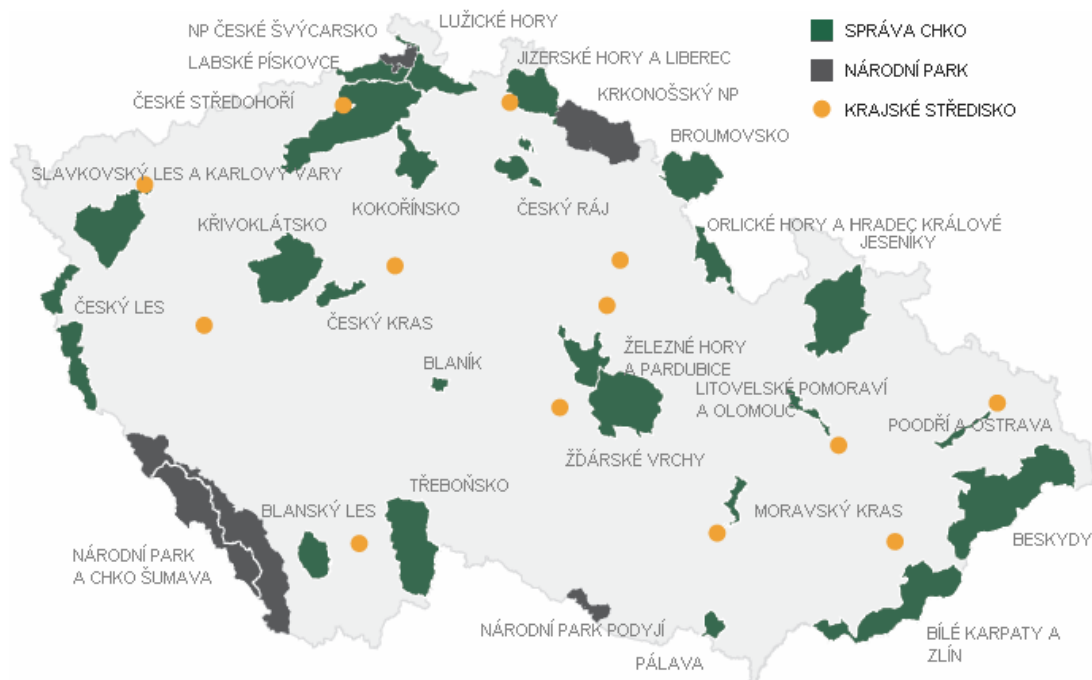 LUŽICKÉ HORY
NP ČESKÉ ŠVÝCARSKO
LABSKÉ PÍSKOVCE
JIZERSKÉ HORY A LIBEREC
KRKONOŠSKÝ NP
ČESKÉ STŘEDOHOŘÍ
BROUMOVSKO
SPRÁVA CHKO
NÁRODNÍ PARK
KRAJSKÉ STŘEDISKO
SLAVKOVSKÝ LES A KARLOVY VARY
KOKOŘÍNSKO
ČESKÝ RÁJ
KŘIVOKLÁTSKO
ORLICKÉ HORY A HRADEC KRÁLOVÉ
JESENÍKY
ČESKÝ LES
ČESKÝ KRAS
BLANÍK
ŽELEZNÉ HORY
A PARDUBICE
LITOVELSKÉ POMORAVÍ
A OLOMOUC
POODŘÍ A OSTRAVA
ŽĎÁRSKÉ VRCHY
TŘEBOŇSKO
BLANSKÝ LES
MORAVSKÝ KRAS
BESKYDY
NÁRODNÍ PARK
A CHKO ŠUMAVA
NÁRODNÍ PARK PODYJÍ
PÁLAVA
BÍLÉ KARPATY A
ZLÍN